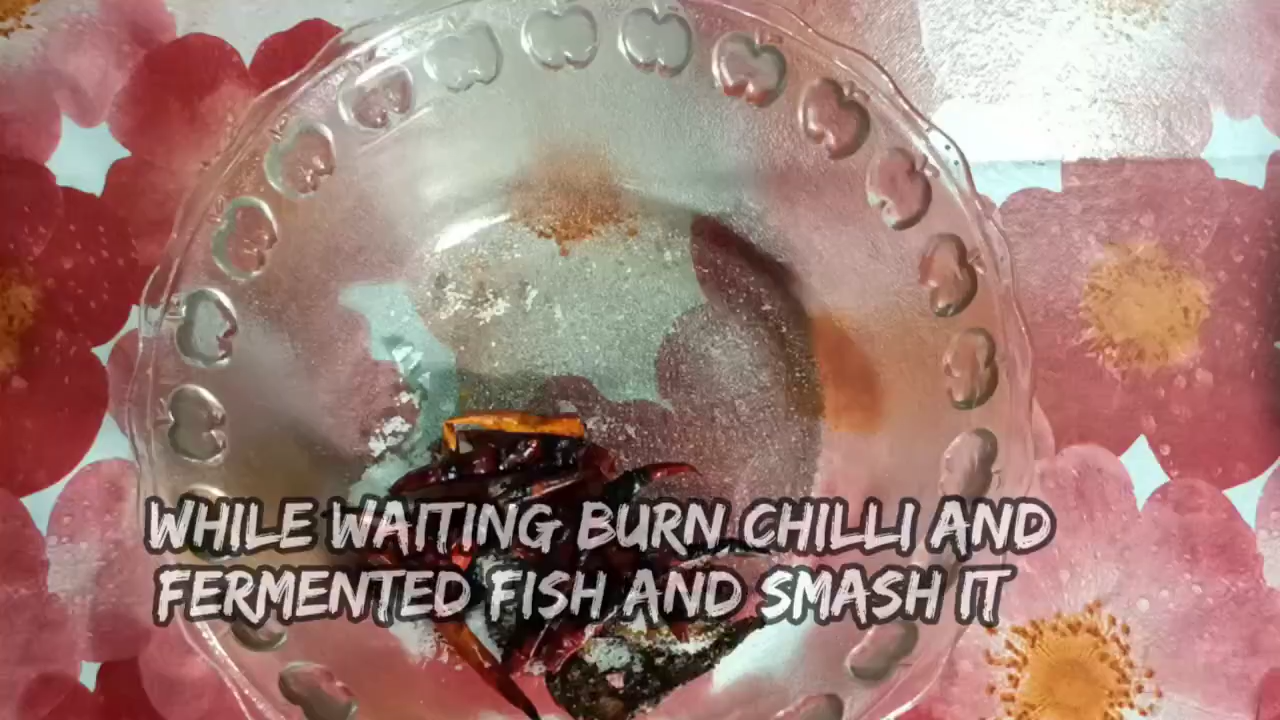 WHILE WAITING BURN CHILLI AND
FERMENTED FISH AND SMASH IT